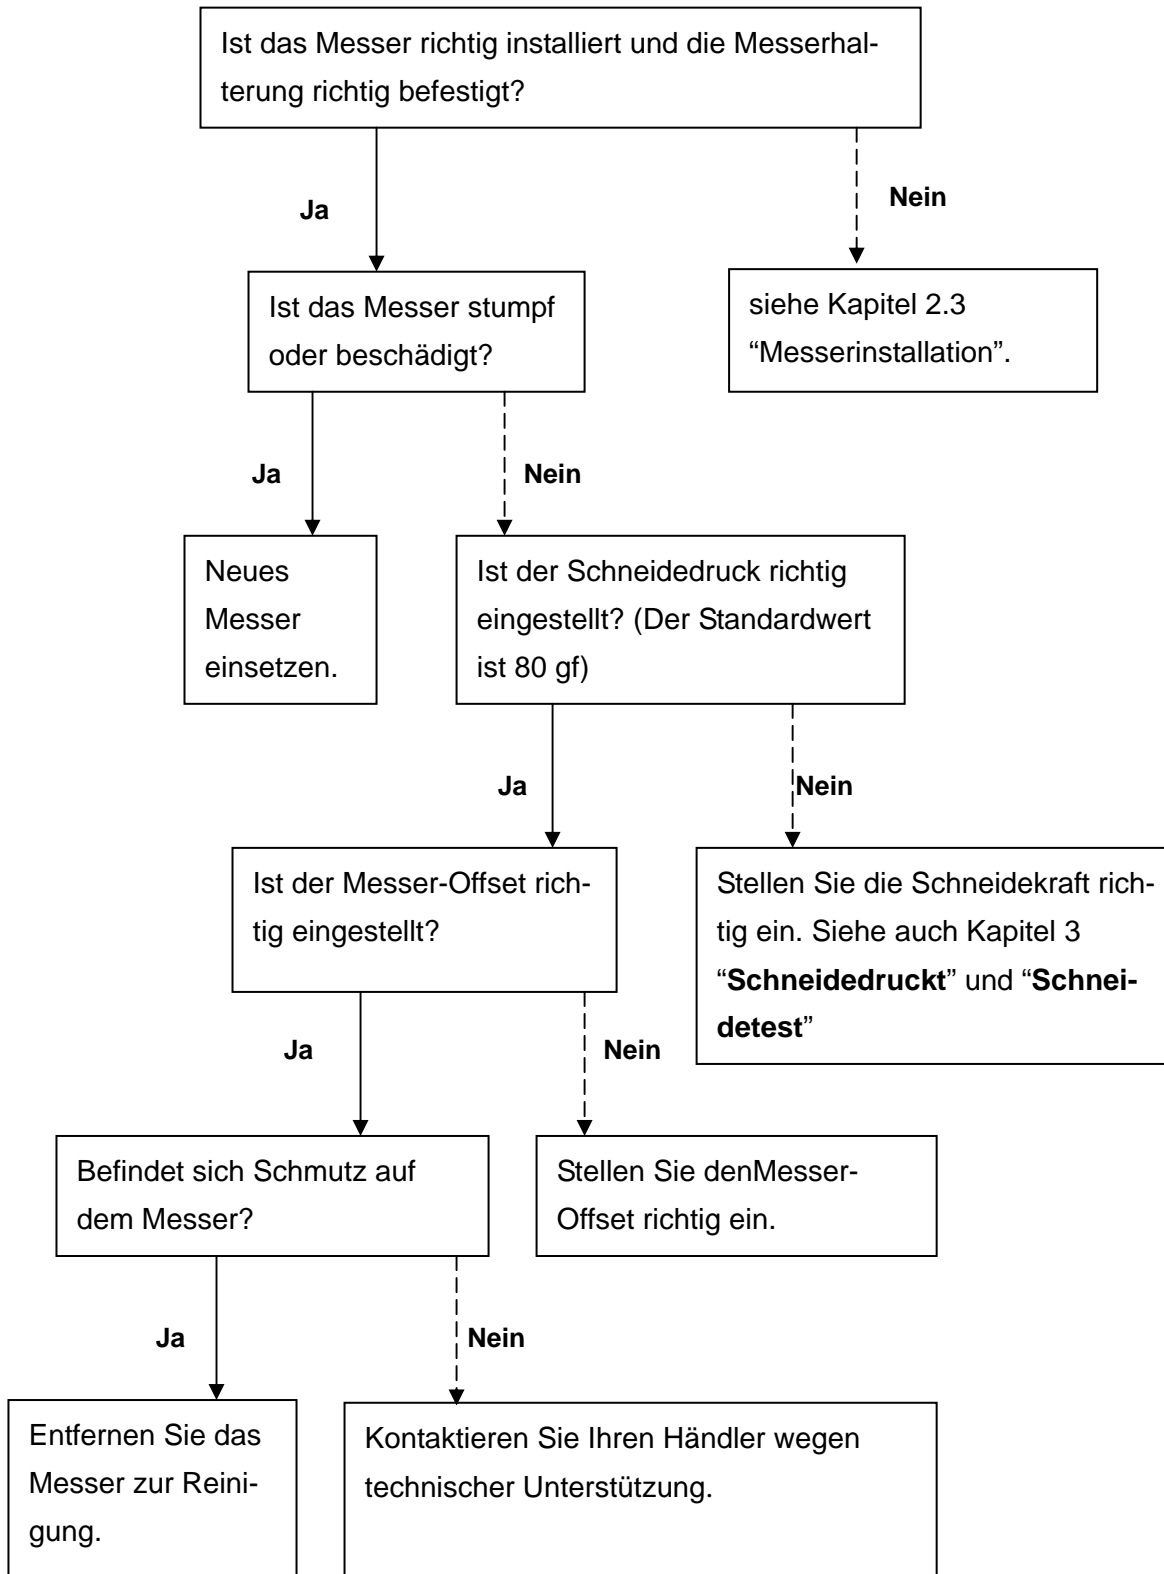 Ist das Messer richtig installiert und die Messerhal-
terung richtig befestigt?
Ja
Nein
Ist das Messer stumpf
oder beschädigt?
siehe Kapitel 2.3
“Messerinstallation”.
Ja
Nein
Neues
Messer
einsetzen.
Ist der Schneidedruck richtig
eingestellt? (Der Standardwert
ist 80 gf)
Ja
Nein
Ist der Messer-Offset rich-
tig eingestellt?
Stellen Sie die Schneidekraft rich-
tig ein. Siehe auch Kapitel 3
“Schneidedruckt” und “Schnei-
detest”
Ja
Nein
Befindet sich Schmutz auf
dem Messer?
Stellen Sie denMesser-
Offset richtig ein.
Ja
Nein
Entfernen Sie das
Messer zur Reini-
gung.
Kontaktieren Sie Ihren Händler wegen
technischer Unterstützung.